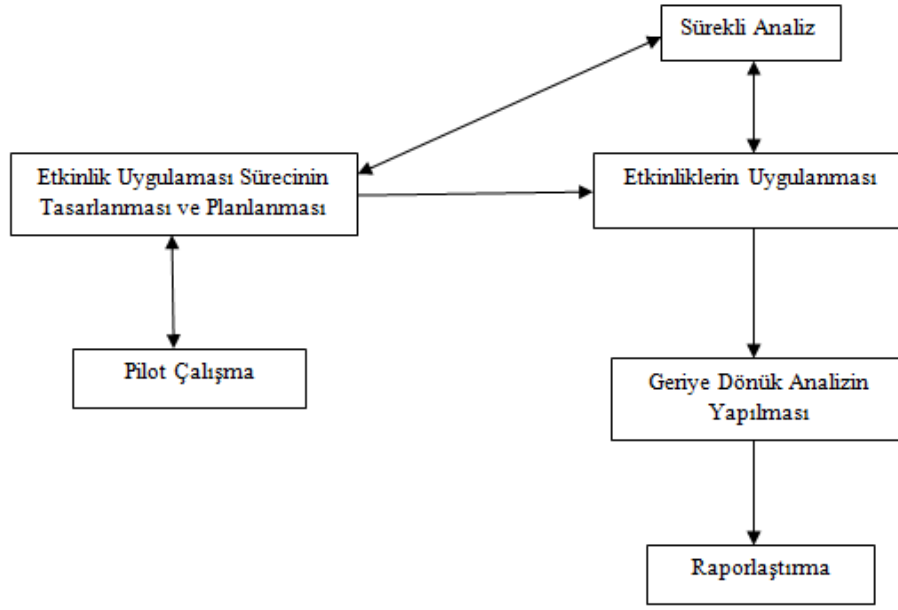 Sürekli Analiz
Etkinlik Uygulaması Sürecinin
Tasarlanması ve Planlanması
Etkinliklerin Uygulanması
Pilot Çalışma
Geriye Dönük Analizin
Yapılması
Raporlaştırma